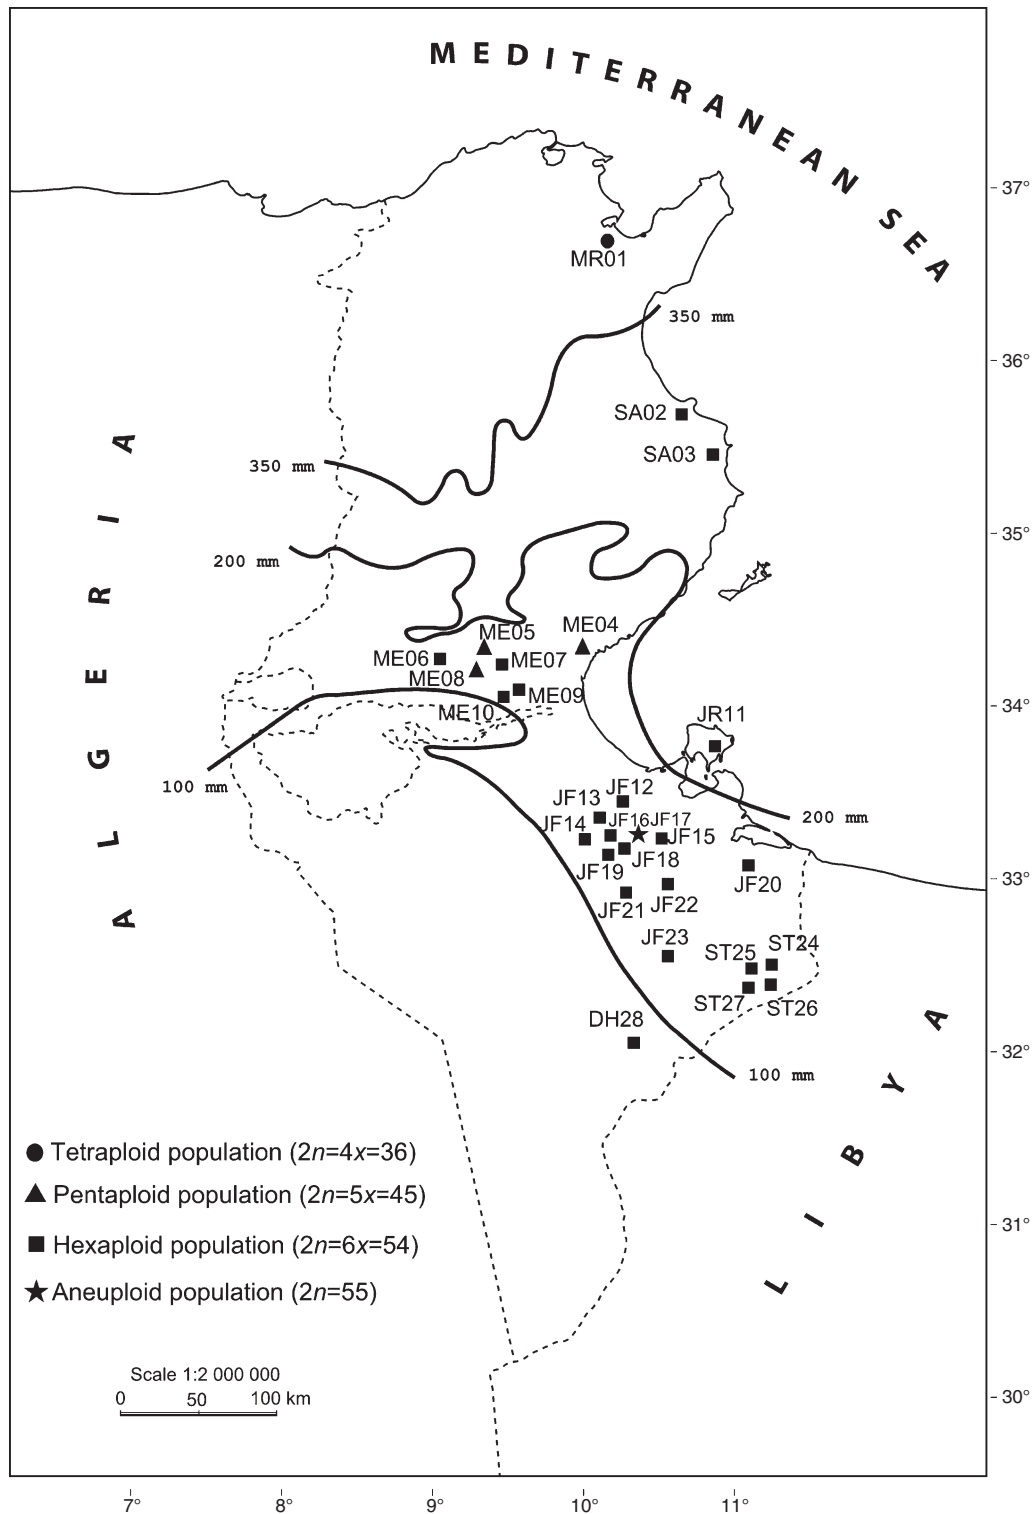 MEDITERRANEAN SEA
37°
MR01
350 mm
36°
SA02
SA03
350 mm
35°
200 mm
ME05
ME04
ME06
ME07
ME08
ME09
ME10
34°
JR11
100 mm
JF12
JF13
200 mm
JF14
JF16
JF17
JF15
JF18
JF19
33°
JF20
JF21
JF22
JF23
ST24
ST25
ST27
ST26
DH28
32°
100 mm
ALGERIA
LIBYA
Tetraploid population (2n=4x=36)
Pentaploid population (2n=5x=45)
31°
Hexaploid population (2n=6x=54)
Aneuploid population (2n=55)
Scale 1:2 000 000
0 50 100 km
30°
7° 8° 9° 10° 11°